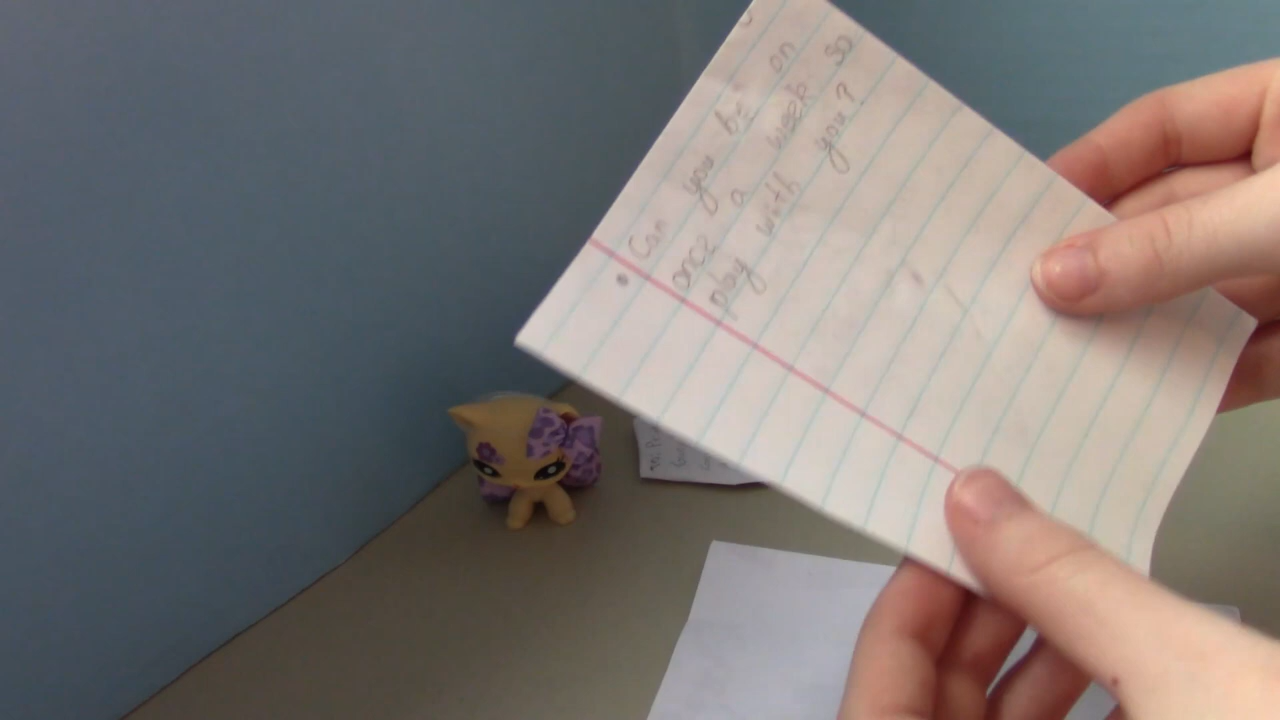 • Can you be on
once a week so
play with you?